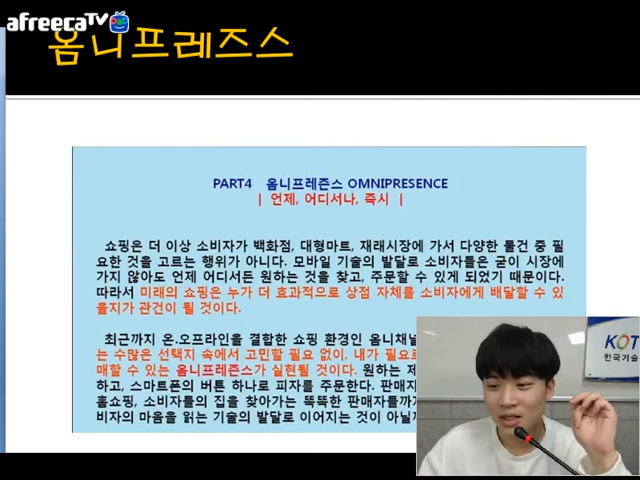 afreecaTV
옴니프레즈스
PART4 옴니프레즌스 OMNIPRESENCE
| 언제, 어디서나, 즉시 |
쇼핑은 더 이상 소비자가 백화점, 대형마트, 재래시장에 가서 다양한 물건 중 필
요한 것을 고르는 행위가 아니다. 모바일 기술의 발달로 소비자들은 굳이 시장에
가지 않아도 언제 어디서든 원하는 것을 찾고, 주문할 수 있게 되었기 때문이다.
따라서 미래의 쇼핑은 누가 더 효과적으로 상점 자체를 소비자에게 배달할 수 있
을지가 관건이 될 것이다.
최근까지 온.오프라인을 결합한 쇼핑 환경인 옴니채널
는 수많은 선택지 속에서 고민할 필요 없이, 내가 필요로
매할 수 있는 옴니프레즌스가 실현될 것이다. 원하는 제
하고, 스마트폰의 버튼 하나로 피자를 주문한다. 판매자
홈쇼핑, 소비자들의 집을 찾아가는 똑똑한 판매자들까지
비자의 마음을 읽는 기술의 발달로 이어지는 것이 아닐까
KOT
한국기술